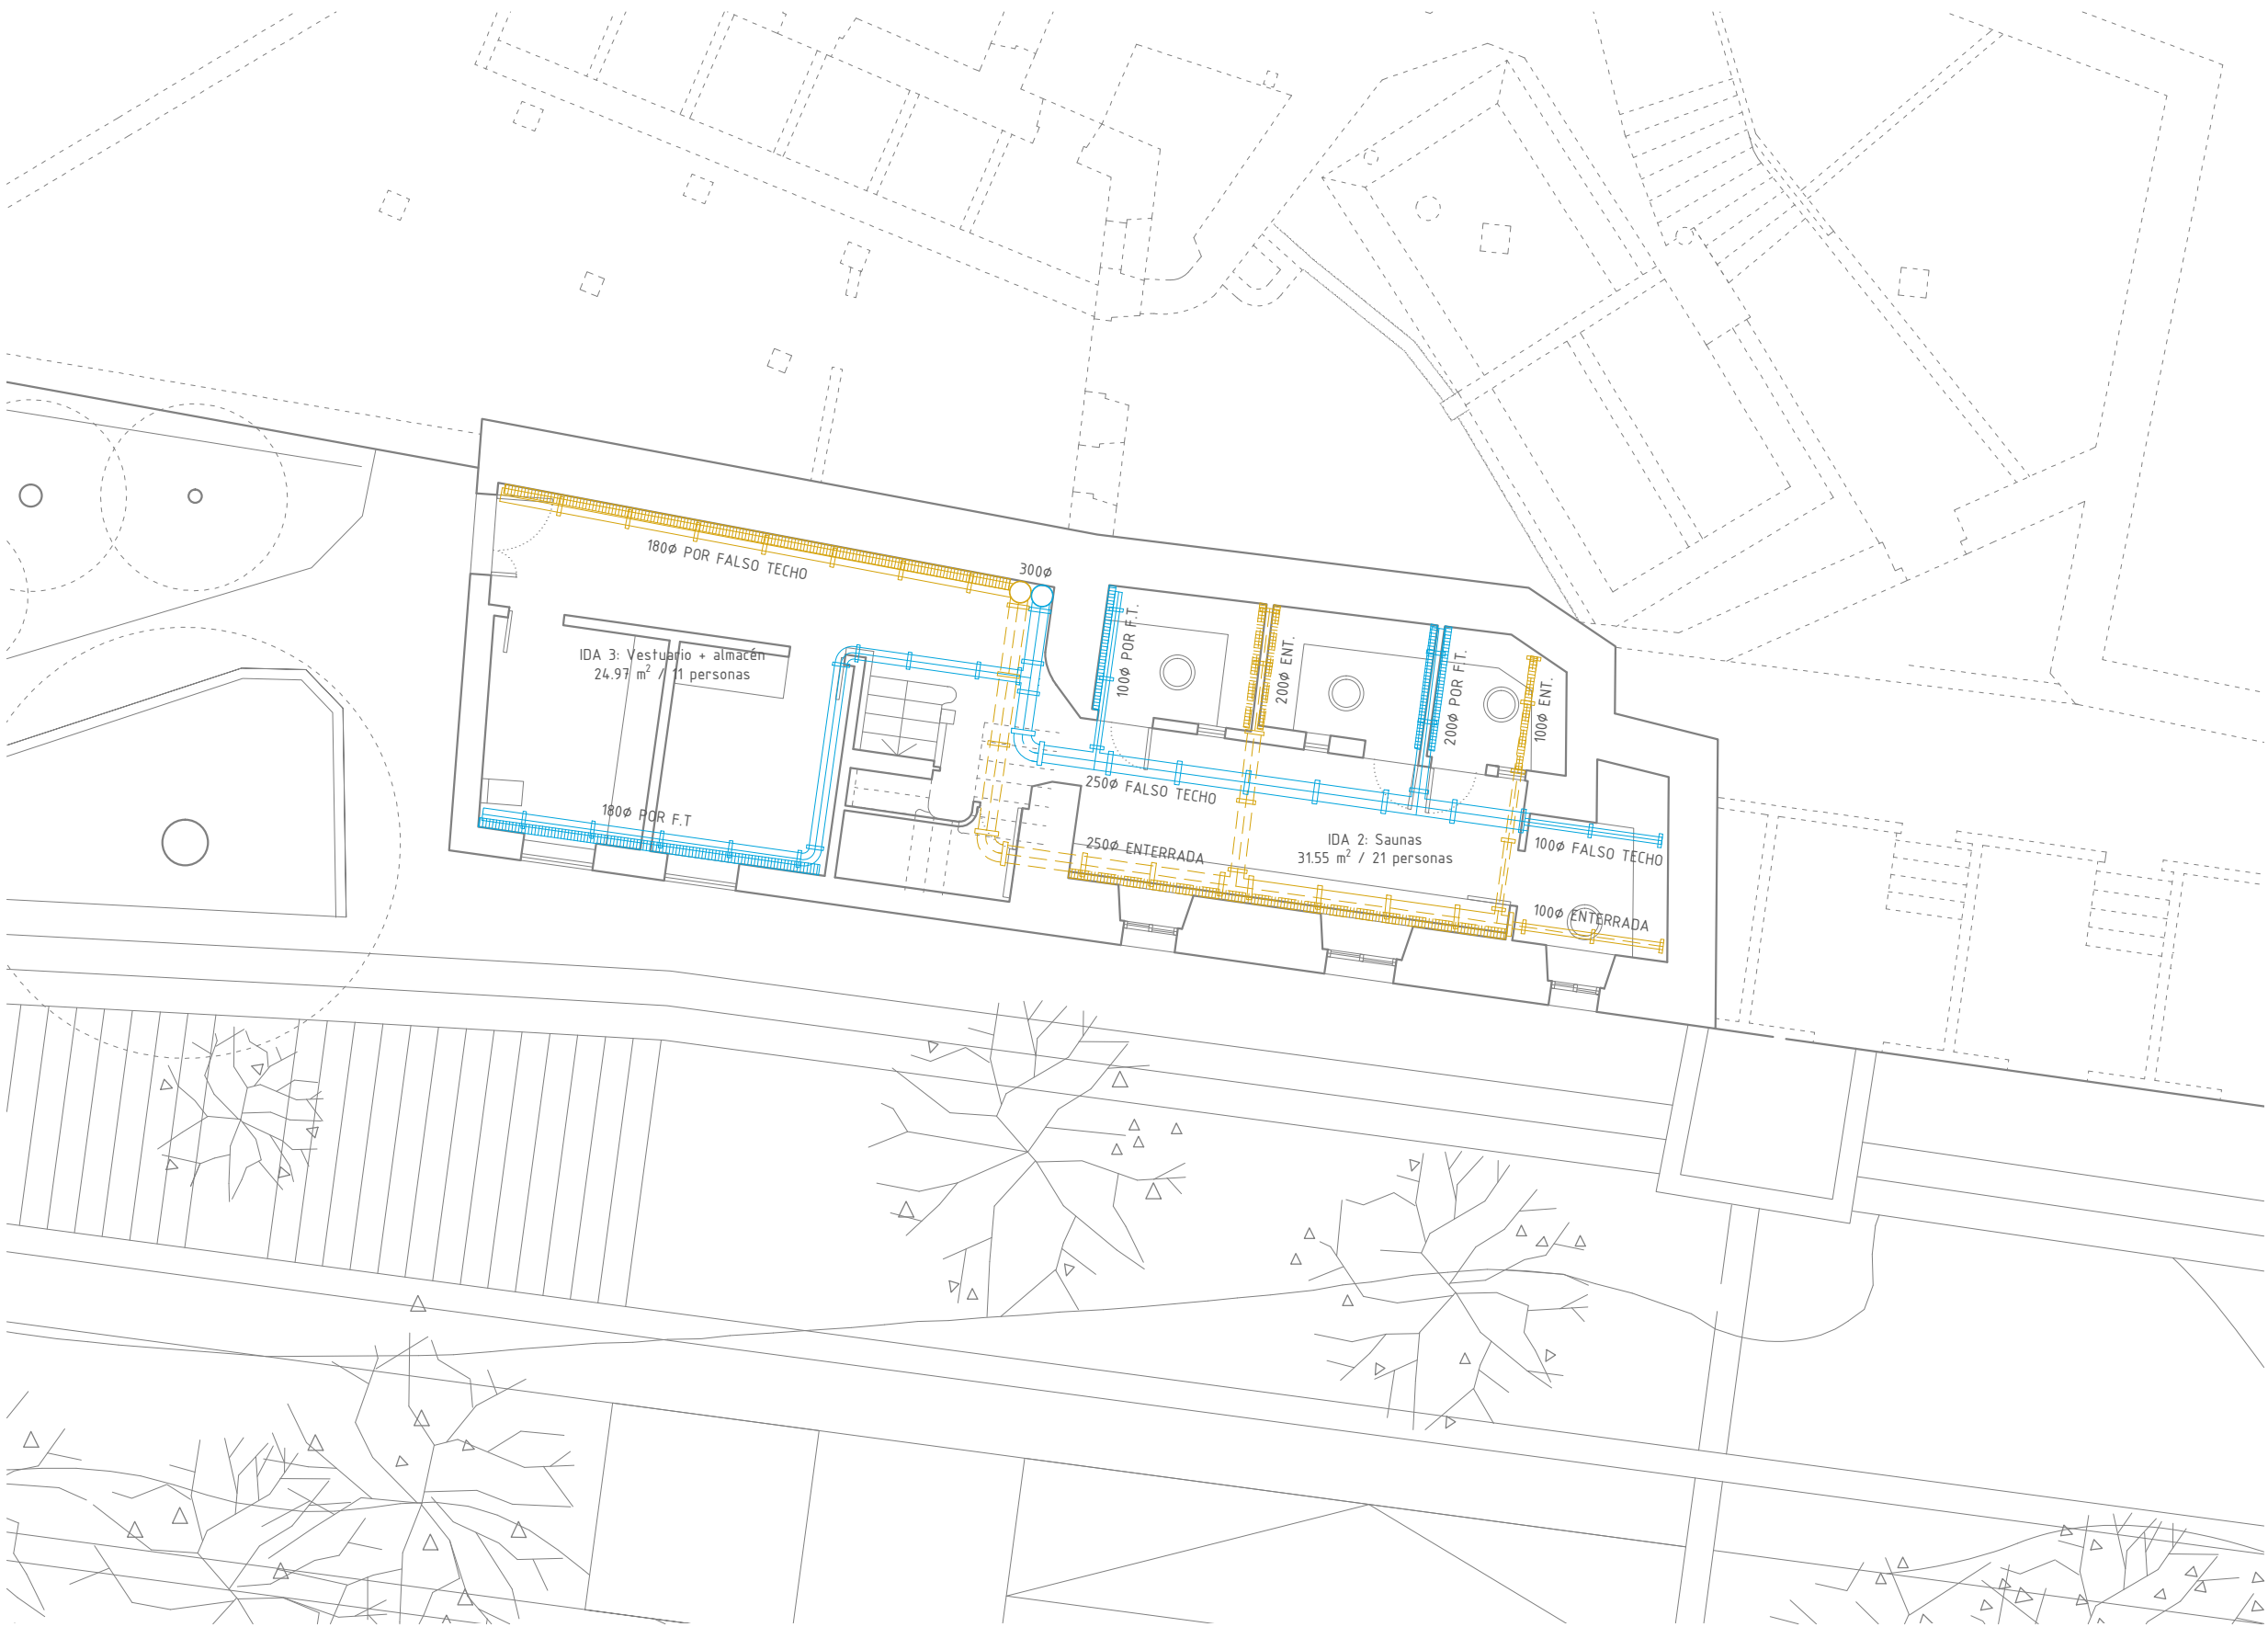 180ø POR FALSO TECHO
300ø
100ø POR F.T.
200ø ENT.
200ø POR F.T.
100ø ENT.
IDA 3: Vestuario + almacén
24.97 m² / 11 personas
250ø FALSO TECHO
180ø POR F.T
IDA 2: Saunas
31.55 m² / 21 personas
100ø FALSO TECHO
250ø ENTERRADA
100ø ENTERRADA